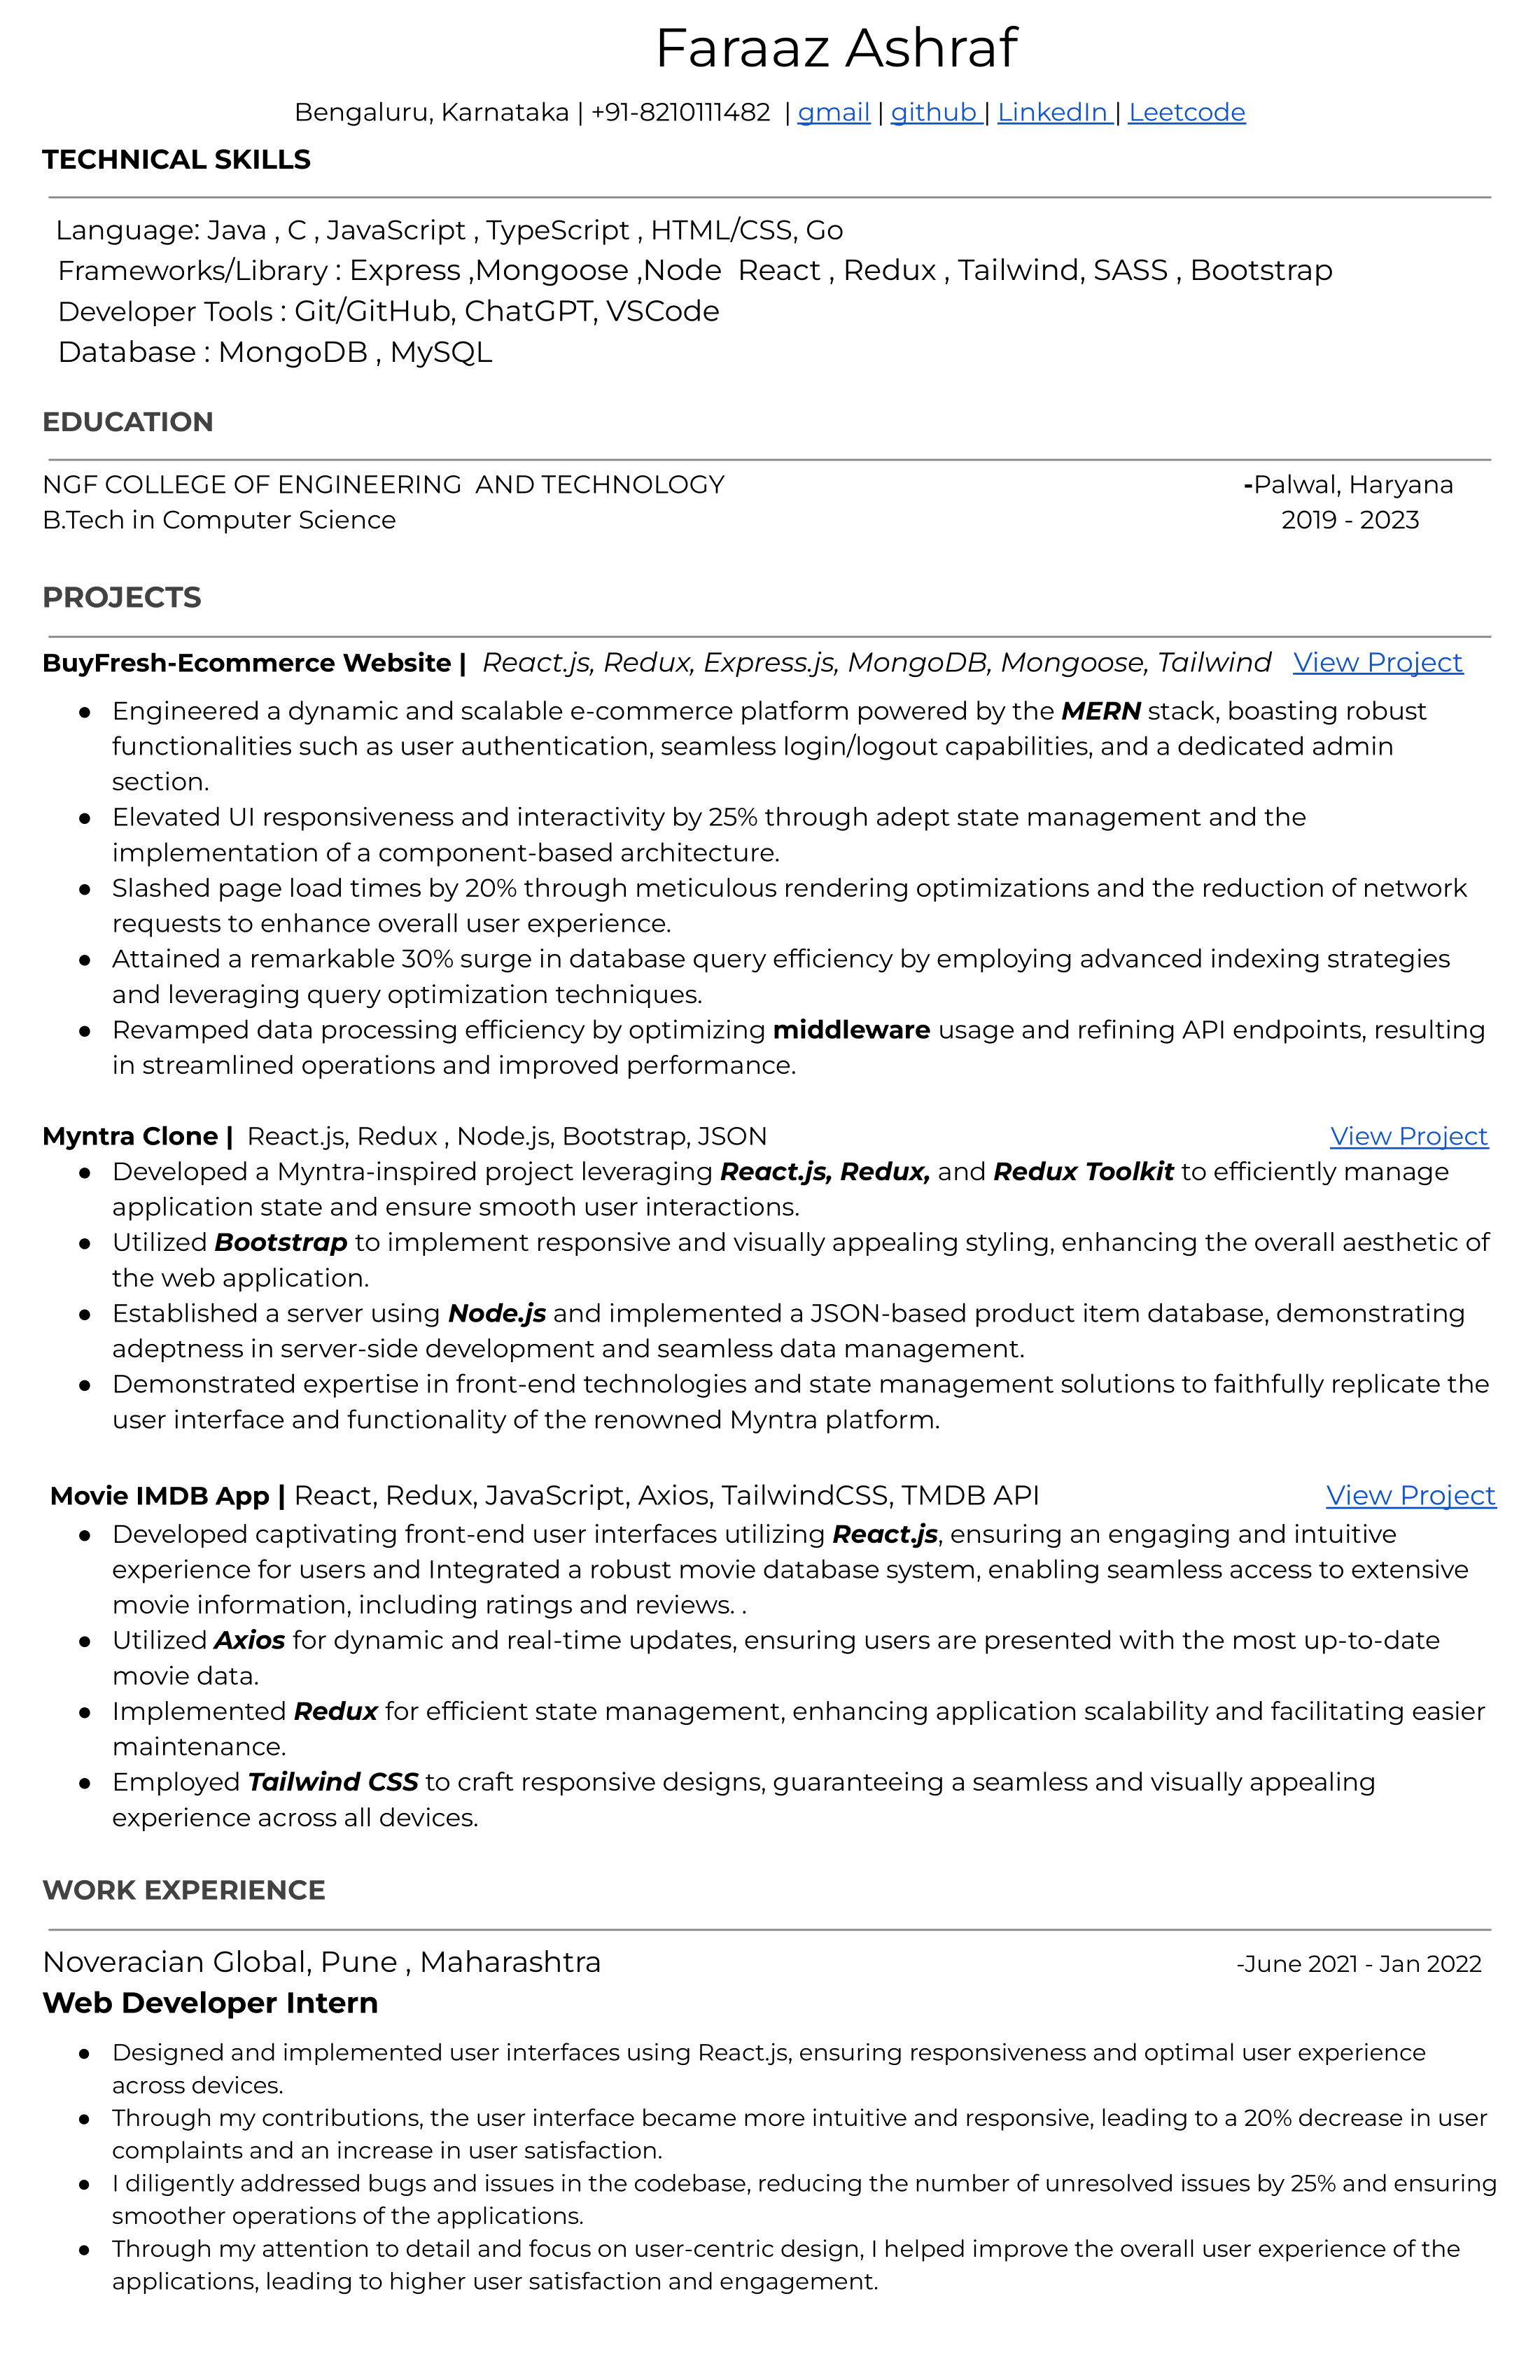 Faraaz Ashraf
Bengaluru, Karnataka | +91-8210111482 | gmail | github | LinkedIn | Leetcode
TECHNICAL SKILLS
Language: Java , C , JavaScript , TypeScript , HTML/CSS, Go
Frameworks/Library : Express ,Mongoose ,Node React , Redux , Tailwind, SASS , Bootstrap
Developer Tools : Git/GitHub, ChatGPT, VSCode
Database : MongoDB , MySQL
EDUCATION
NGF COLLEGE OF ENGINEERING AND TECHNOLOGY -Palwal, Haryana
B.Tech in Computer Science 2019 - 2023
PROJECTS
BuyFresh-Ecommerce Website | React.js, Redux, Express.js, MongoDB, Mongoose, Tailwind View Project
● Engineered a dynamic and scalable e-commerce platform powered by the MERN stack, boasting robust
functionalities such as user authentication, seamless login/logout capabilities, and a dedicated admin
section.
● Elevated UI responsiveness and interactivity by 25% through adept state management and the
implementation of a component-based architecture.
● Slashed page load times by 20% through meticulous rendering optimizations and the reduction of network
requests to enhance overall user experience.
● Attained a remarkable 30% surge in database query efficiency by employing advanced indexing strategies
and leveraging query optimization techniques.
● Revamped data processing efficiency by optimizing middleware usage and refining API endpoints, resulting
in streamlined operations and improved performance.
Myntra Clone | React.js, Redux , Node.js, Bootstrap, JSON View Project
● Developed a Myntra-inspired project leveraging React.js, Redux, and Redux Toolkit to efficiently manage
application state and ensure smooth user interactions.
● Utilized Bootstrap to implement responsive and visually appealing styling, enhancing the overall aesthetic of
the web application.
● Established a server using Node.js and implemented a JSON-based product item database, demonstrating
adeptness in server-side development and seamless data management.
● Demonstrated expertise in front-end technologies and state management solutions to faithfully replicate the
user interface and functionality of the renowned Myntra platform.
Movie IMDB App | React, Redux, JavaScript, Axios, TailwindCSS, TMDB API View Project
● Developed captivating front-end user interfaces utilizing React.js, ensuring an engaging and intuitive
experience for users and Integrated a robust movie database system, enabling seamless access to extensive
movie information, including ratings and reviews. .
● Utilized Axios for dynamic and real-time updates, ensuring users are presented with the most up-to-date
movie data.
● Implemented Redux for efficient state management, enhancing application scalability and facilitating easier
maintenance.
● Employed Tailwind CSS to craft responsive designs, guaranteeing a seamless and visually appealing
experience across all devices.
WORK EXPERIENCE
Noveracian Global, Pune , Maharashtra -June 2021 - Jan 2022
Web Developer Intern
● Designed and implemented user interfaces using React.js, ensuring responsiveness and optimal user experience
across devices.
● Through my contributions, the user interface became more intuitive and responsive, leading to a 20% decrease in user
complaints and an increase in user satisfaction.
● I diligently addressed bugs and issues in the codebase, reducing the number of unresolved issues by 25% and ensuring
smoother operations of the applications.
● Through my attention to detail and focus on user-centric design, I helped improve the overall user experience of the
applications, leading to higher user satisfaction and engagement.